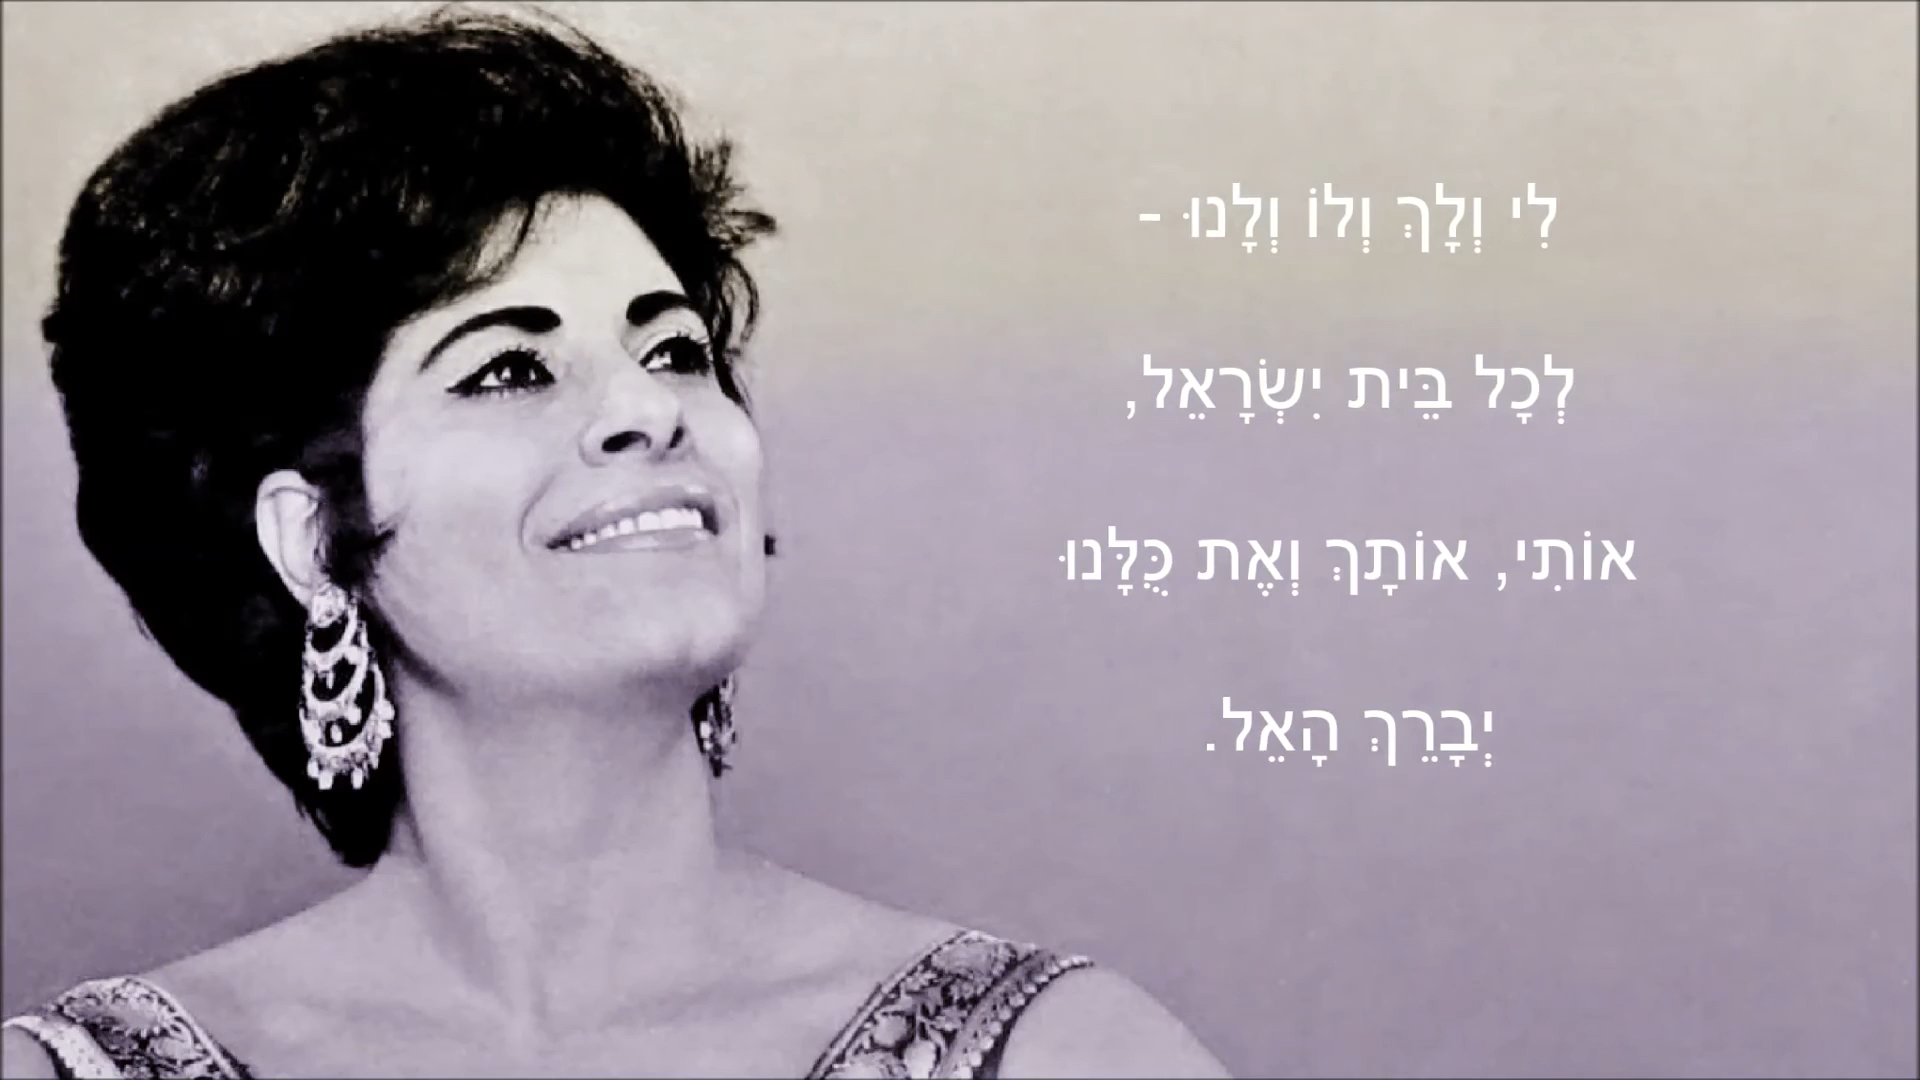 לִי וְלָךְ וְלוֹ וְלָנוּ -
לְכָל בֵּית יִשְׂרָאֵל,
אוֹתִי, אוֹתָךְ וְאֶת כֻּלָּנוּ
יְבָרֵךְ הָאֵל.